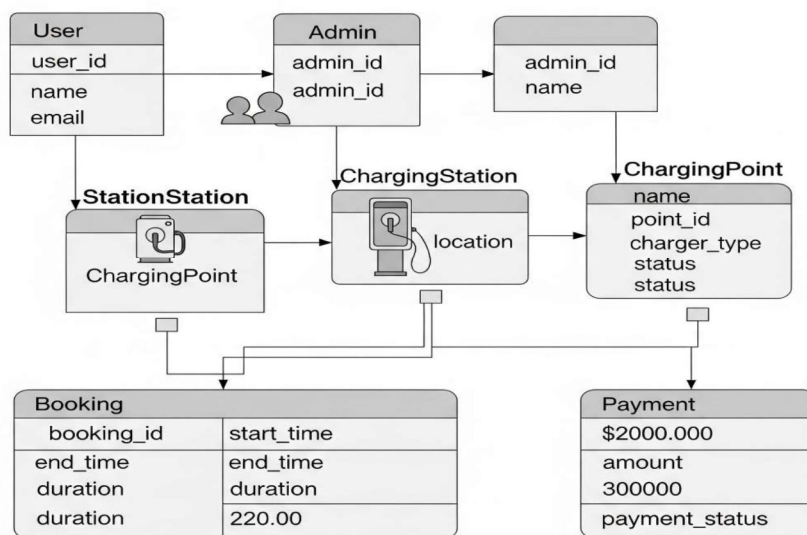 User
user_id
name
email
Admin
admin_id
admin_id
admin_id
name
StationStation
ChargingPoint
ChargingStation
location
ChargingPoint
name
point_id
charger_type
status
status
Booking
booking_id start_time
end_time end_time
duration duration
duration 220.00
Payment
$2000.000
amount
300000
payment_status